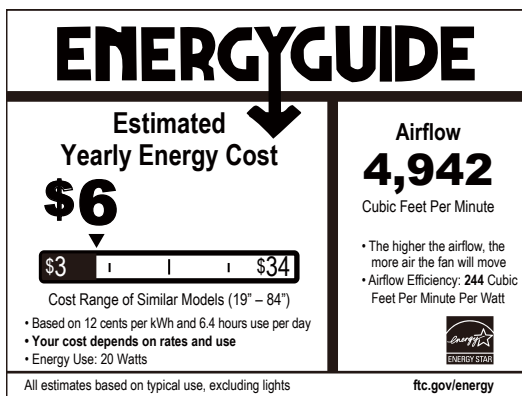 ENERGYGUIDE
Estimated
Yearly Energy Cost
$6
$3 $34
Cost Range of Similar Models (19" – 84")
• Based on 12 cents per kWh and 6.4 hours use per day
• Your cost depends on rates and use
• Energy Use: 20 Watts
All estimates based on typical use, excluding lights
Airflow
4,942
Cubic Feet Per Minute
• The higher the airflow, the
more air the fan will move
• Airflow Efficiency: 244 Cubic
Feet Per Minute Per Watt
energy
ENERGY STAR
ftc.gov/energy